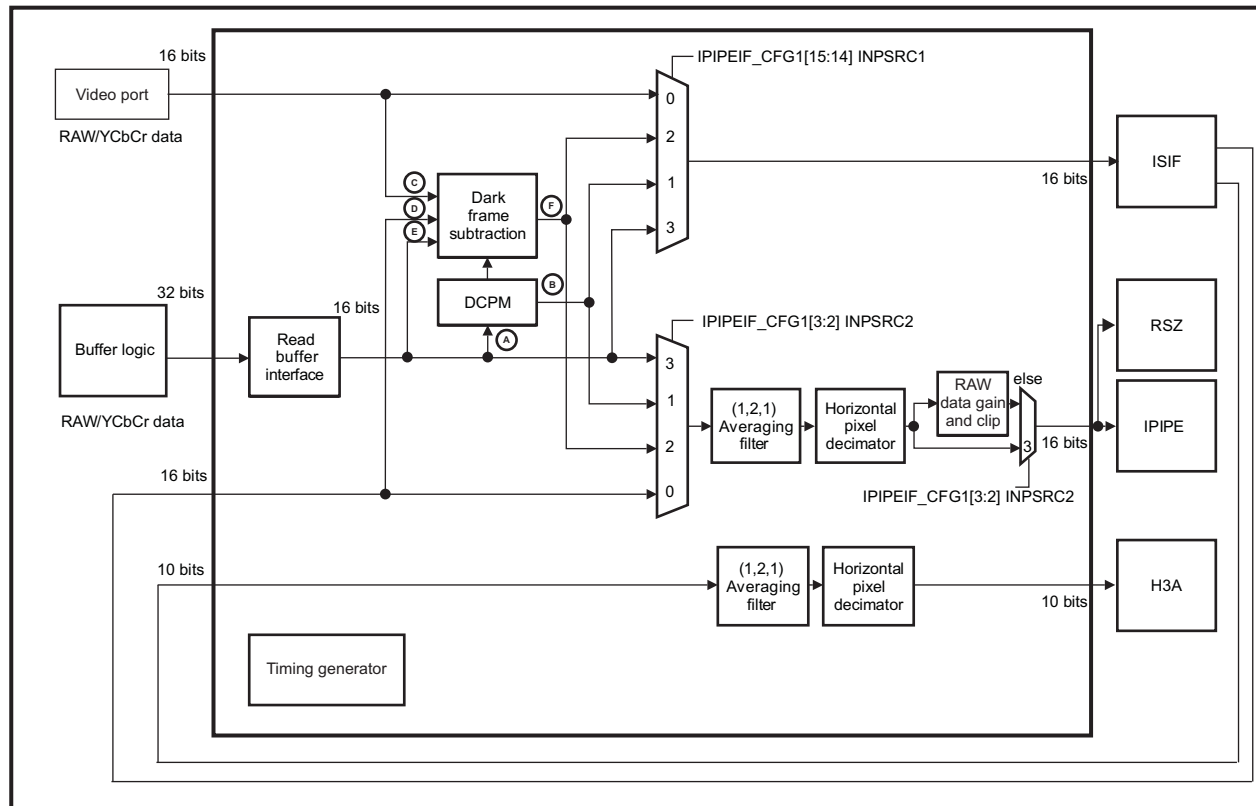 16 bits
IPIPEIF_CFG1[15:14] INPSRC1
Video port
0
RAW/YCbCr data
2
C
Dark
frame
subtraction
F
ISIF
D
1
16 bits
E
3
32 bits
DCPM
B
16 bits
IPIPEIF_CFG1[3:2] INPSRC2
RSZ
Buffer logic
Read
buffer
interface
A
3
RAW
data gain
and clip
else
RAW/YCbCr data
1
(1,2,1)
Averaging
filter
Horizontal
pixel
decimator
IPIPE
2
3
16 bits
16 bits
0
IPIPEIF_CFG1[3:2] INPSRC2
10 bits
(1,2,1)
Averaging
filter
Horizontal
pixel
decimator
10 bits
H3A
Timing generator